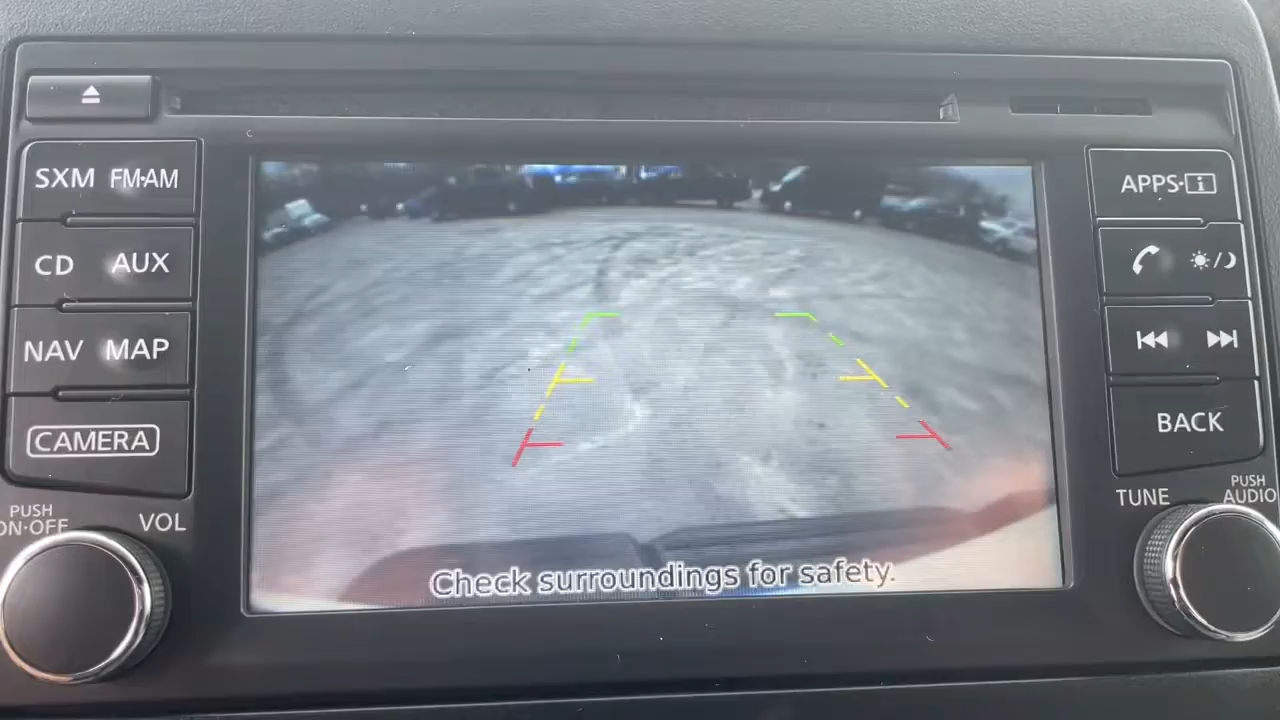 SXM FM·AM
CD AUX
NAV MAP
CAMERA
PUSH
ON·OFF
VOL
Check surroundings for safety.
APPS·i
BACK
TUNE
PUSH
AUDIO